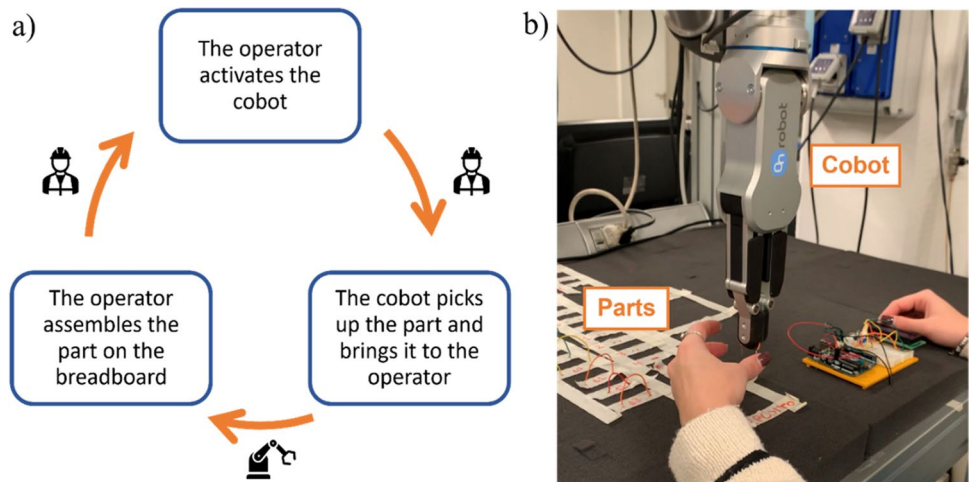 a)
The operator
activates the
cobot
The cobot picks
up the part and
brings it to the
operator
The operator
assembles the
part on the
breadboard
b)
On robot
Cobot
Parts